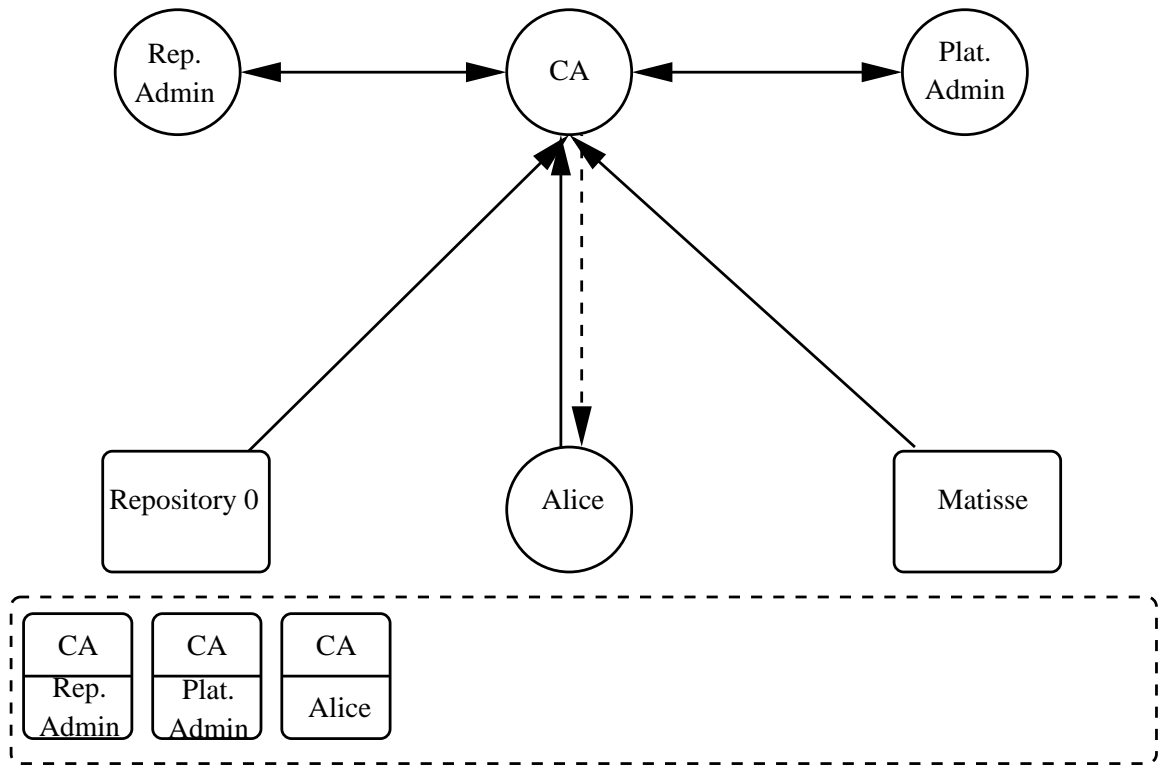 Rep.
Admin
CA
Plat.
Admin
Repository 0
Alice
Matisse
CA
Rep.
Admin
CA
Plat.
Admin
CA
Alice